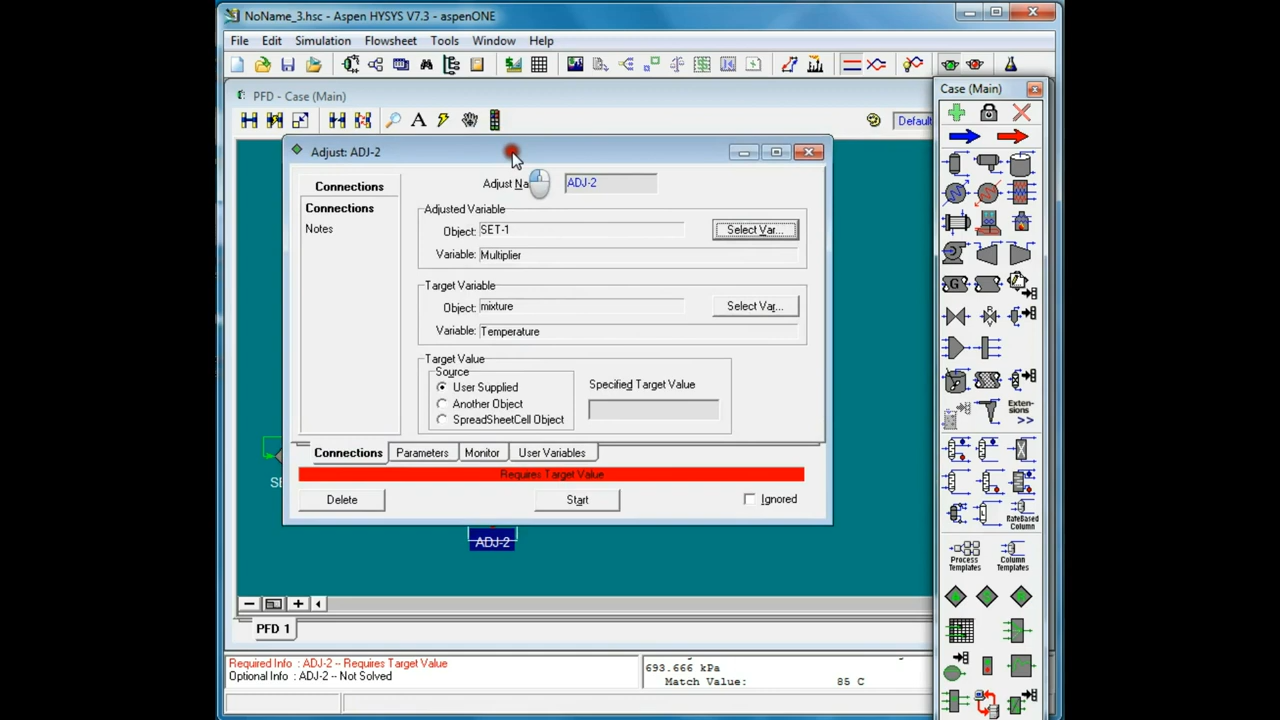 NoName_3.hsc - Aspen HYSYS V7.3 - aspenONE
File Edit Simulation Flowsheet Tools Window Help
PFD - Case (Main)
Case (Main)
A
Default
Adjust: ADJ-2
Connections
Connections
Notes
Adjust Na
ADJ-2
Adjusted Variable
Object: SET-1
Select Var...
Variable: Multiplier
Target Variable
Object: mixture
Select Var...
Variable: Temperature
Target Value
Source
User Supplied
Another Object
SpreadSheetCell Object
Specified Target Value
Connections Parameters Monitor User Variables
Requires Target Value
Delete
Start
Ignored
SE
ADJ-2
PFD 1
Required Info : ADJ-2 -- Requires Target Value
Optional Info : ADJ-2 -- Not Solved
693.666 kPa
Match Value: 85 C
G
Extensions >>
RateBased Column
Process Templates
Column Templates